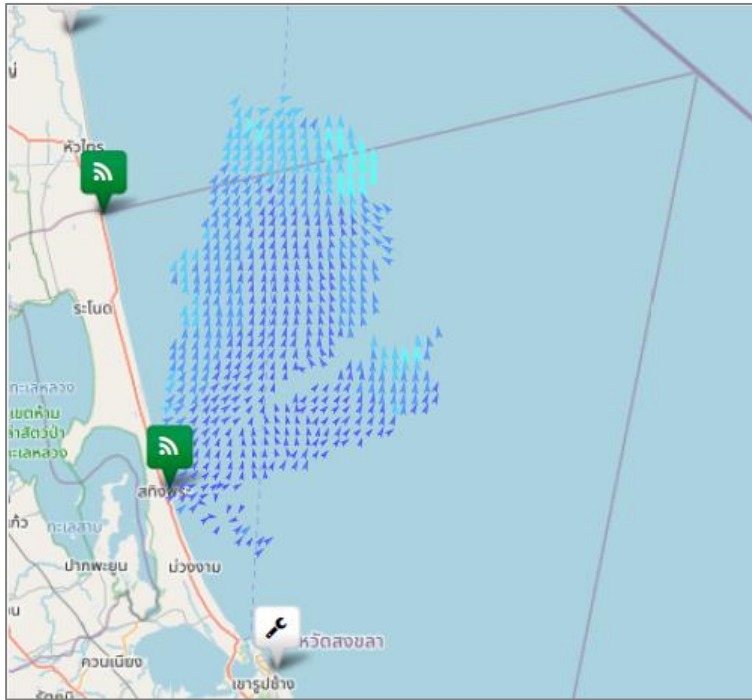 หัวไทร
ระโนด
ทะเลหลวง
เขตห้าม
ล่าสัตว์ป่า
ทะเลหลวง
สทิงพระ
ทะเลสาบ
ปากพะยูน
ม่วงงาม
หวัดสงขลา
ควนเนียง
เขารูปช้าง
รัตภูมิ